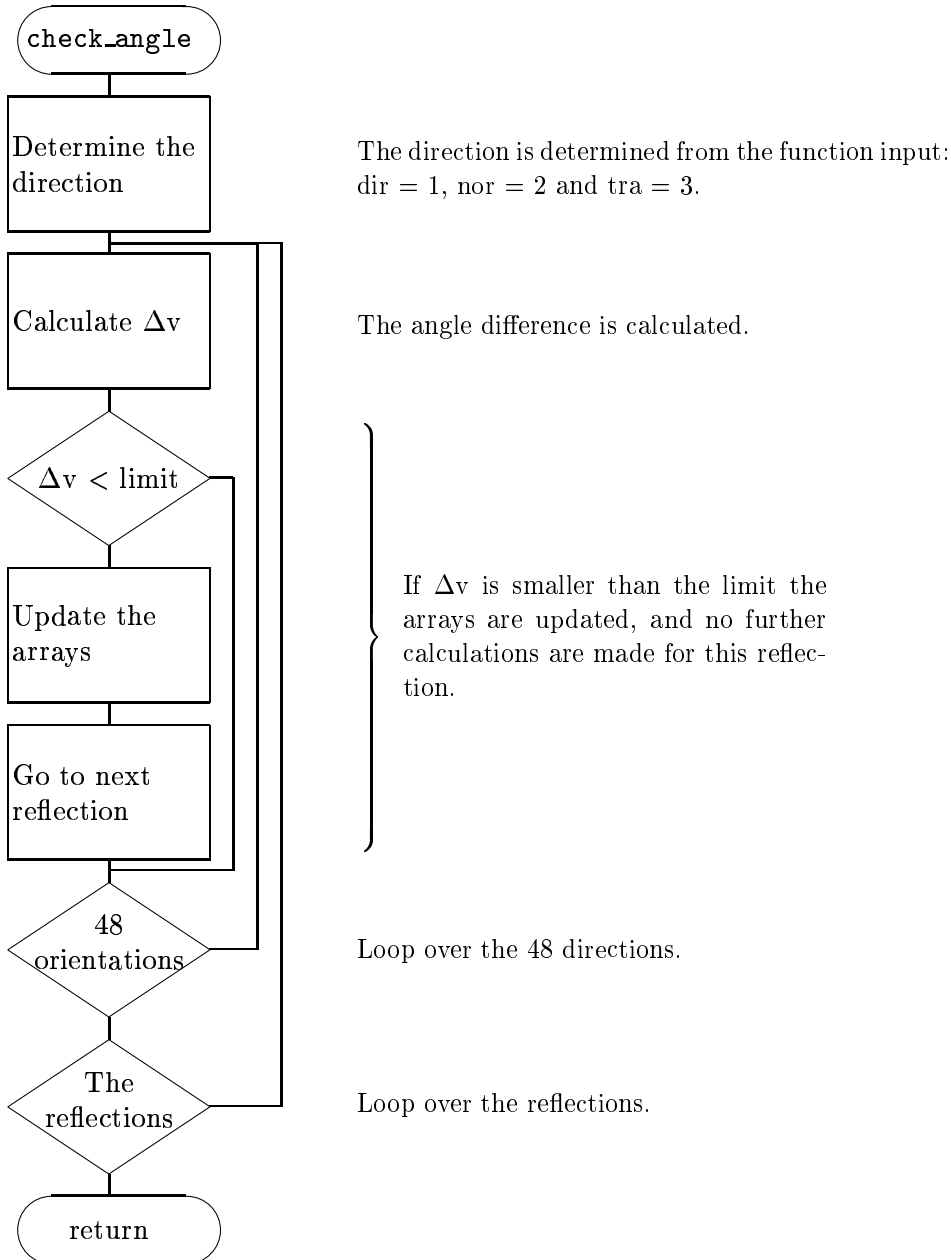 check_angle
Determine the
direction
The direction is determined from the function input:
dir = 1, nor = 2 and tra = 3.
Calculate Δv
The angle difference is calculated.
Δv < limit
Update the
arrays
If Δv is smaller than the limit the
arrays are updated, and no further
calculations are made for this reflec-
tion.
Go to next
reflection
48
orientations
Loop over the 48 directions.
The
reflections
Loop over the reflections.
return